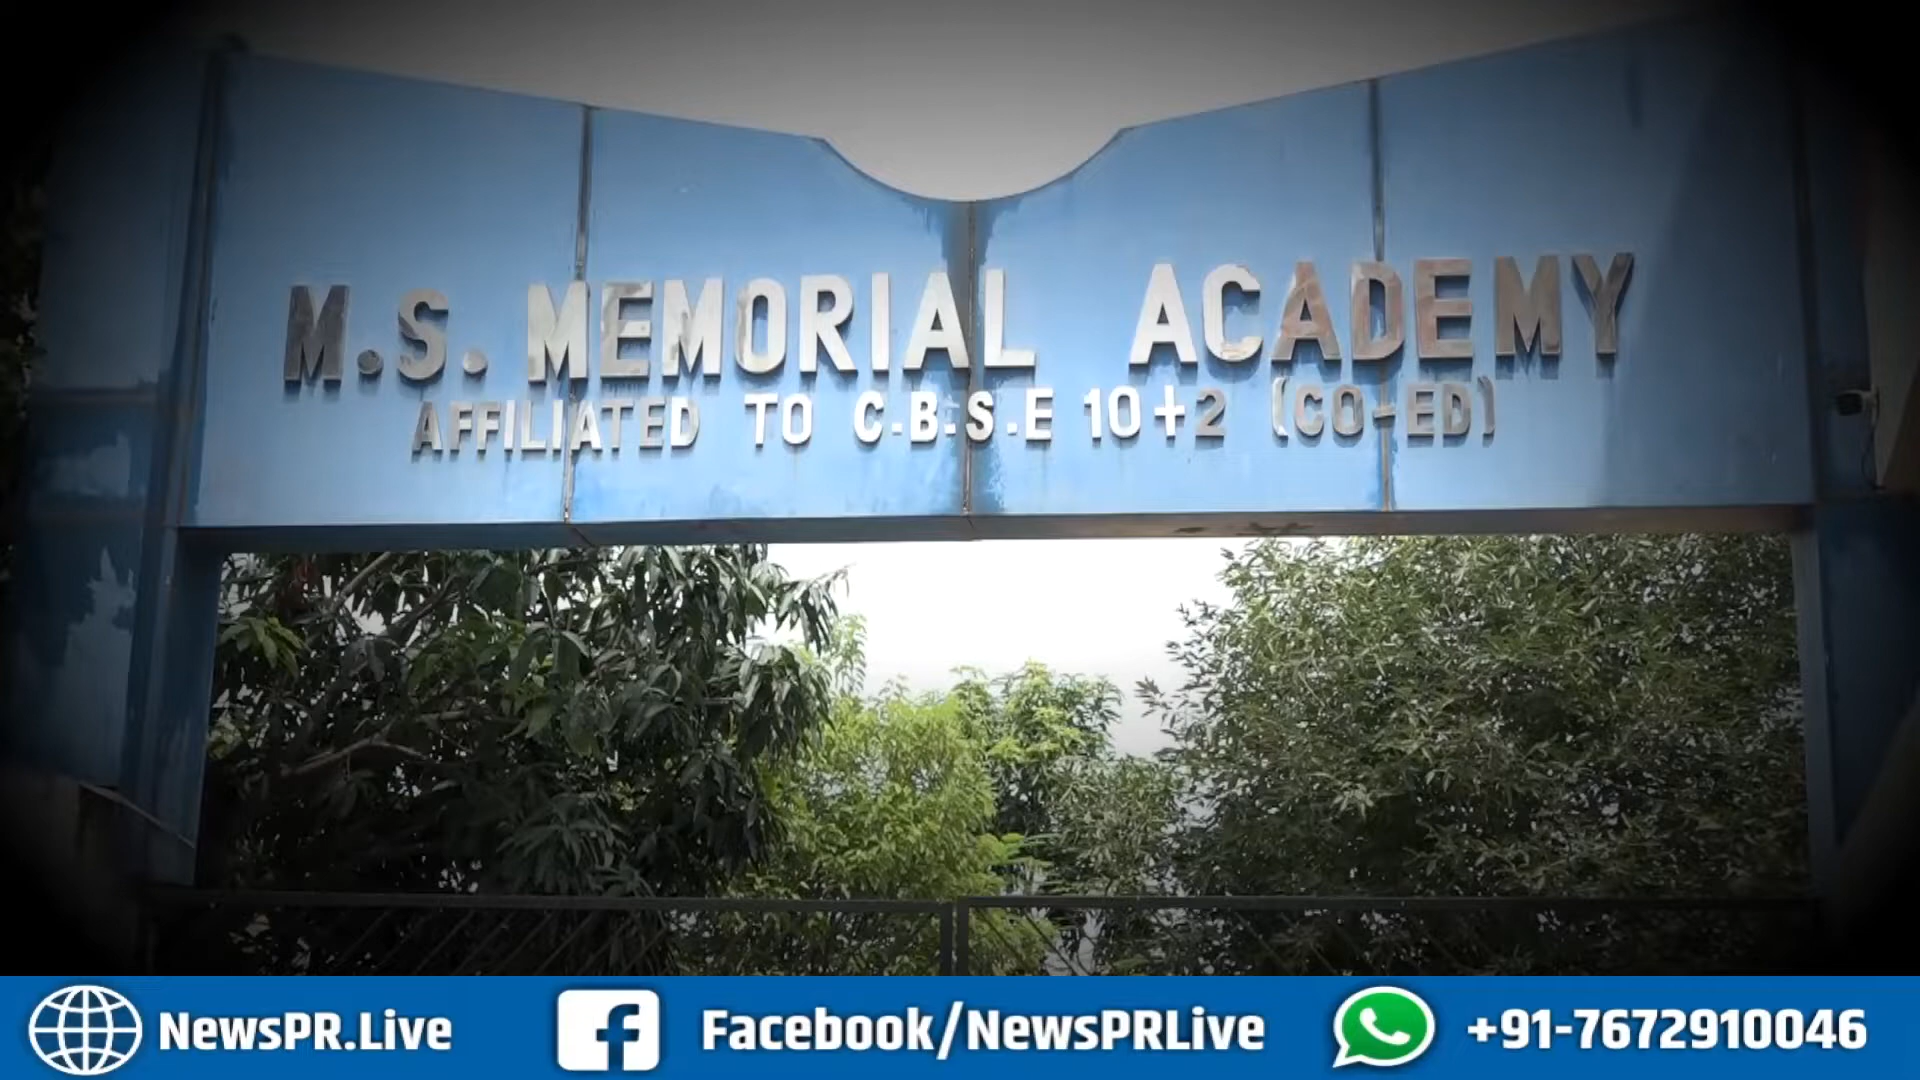 M.S. MEMORIAL ACADEMY
AFFILIATED TO C.B.S.E 10+2 (CO-ED)
NewsPR.Live
Facebook/NewsPRLive
+91-7672910046